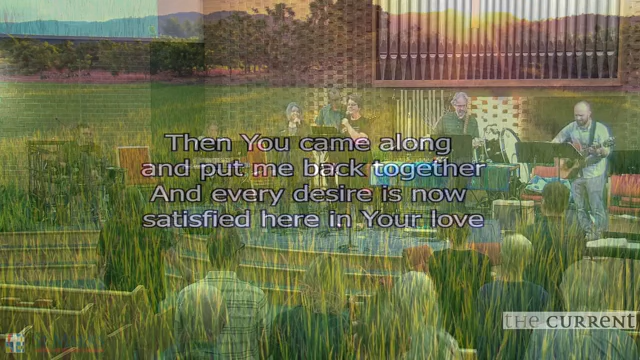 Then You came along
and put me back together
And every desire is now
satisfied here in Your love
the CURRENT